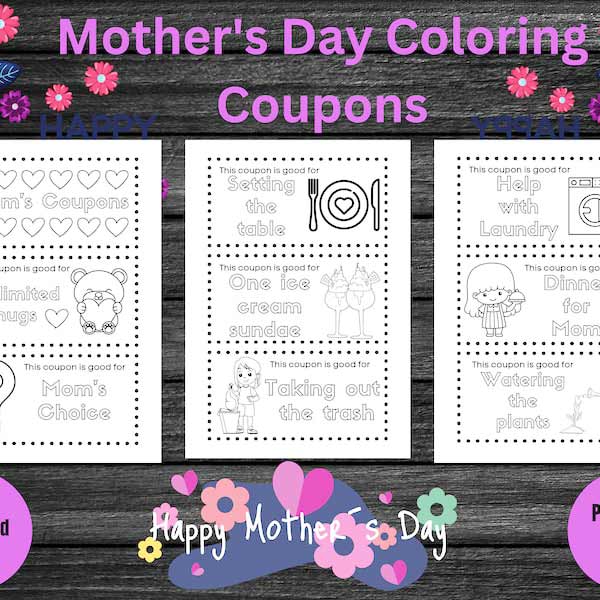 Mother's Day Coloring
Coupons
HAPPY
HAPPY
m's Coupons
coupon is good for
limited
hugs
This coupon is good for
Mom's
Choice
This coupon is good for
Setting
the
table
This coupon is good for
One ice
cream
sundae
This coupon is good for
Taking out
the trash
This coupon is good for
Help
with
Laundry
This coupon is good for
Dinne
for
Mom
This coupon is good for
Watering
the
plants
d
P
Happy Mother´s Day